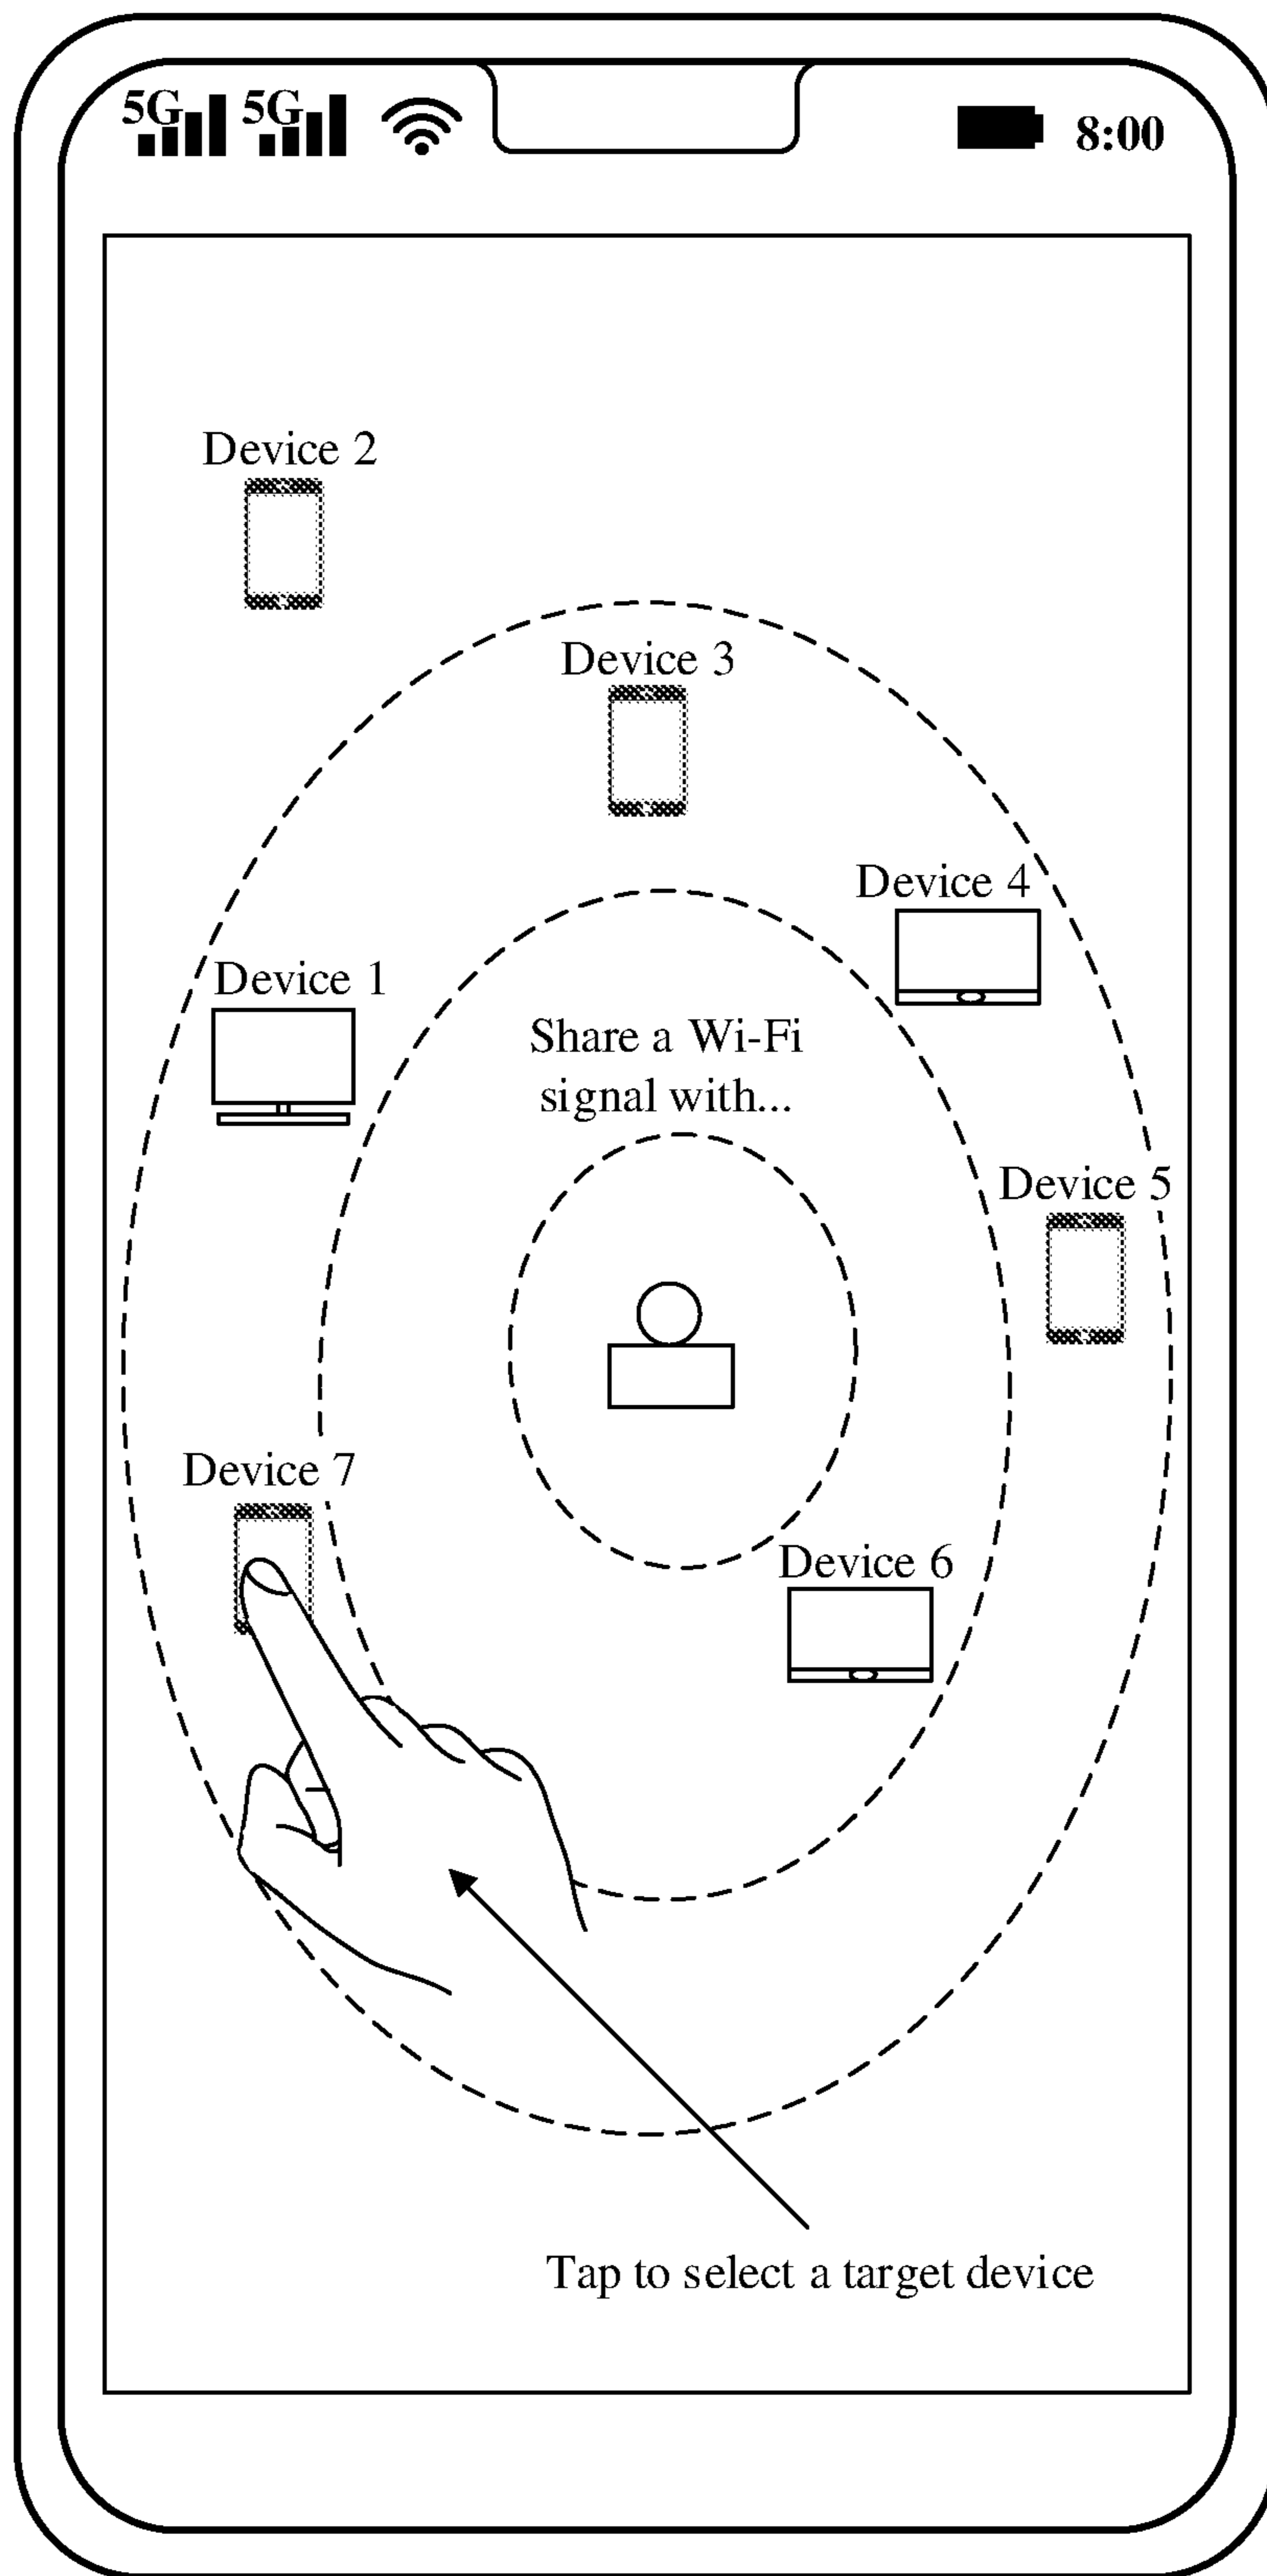 5G 5G 8:00
Device 2
Device 3
Device 4
Device 1
Share a Wi-Fi
signal with...
Device 5
Device 7
Device 6
Tap to select a target device